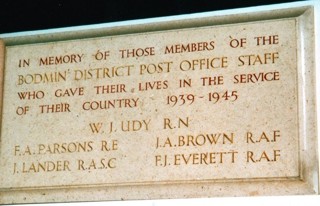 IN MEMORY OF THOSE MEMBERS OF THE
BODMIN DISTRICT POST OFFICE STAFF
WHO GAVE THEIR LIVES IN THE SERVICE
OF THEIR COUNTRY 1939-1945
W.J. UDY R.N
F.A. PARSONS R.E J.A. BROWN R.A.F
J. LANDER R.A.S.C F.J. EVERETT R.A.F